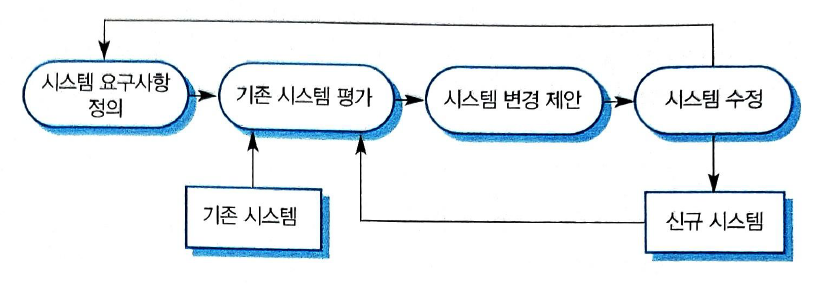 시스템 요구사항
정의
기존 시스템 평가
시스템 변경 제안
시스템 수정
기존 시스템
신규 시스템